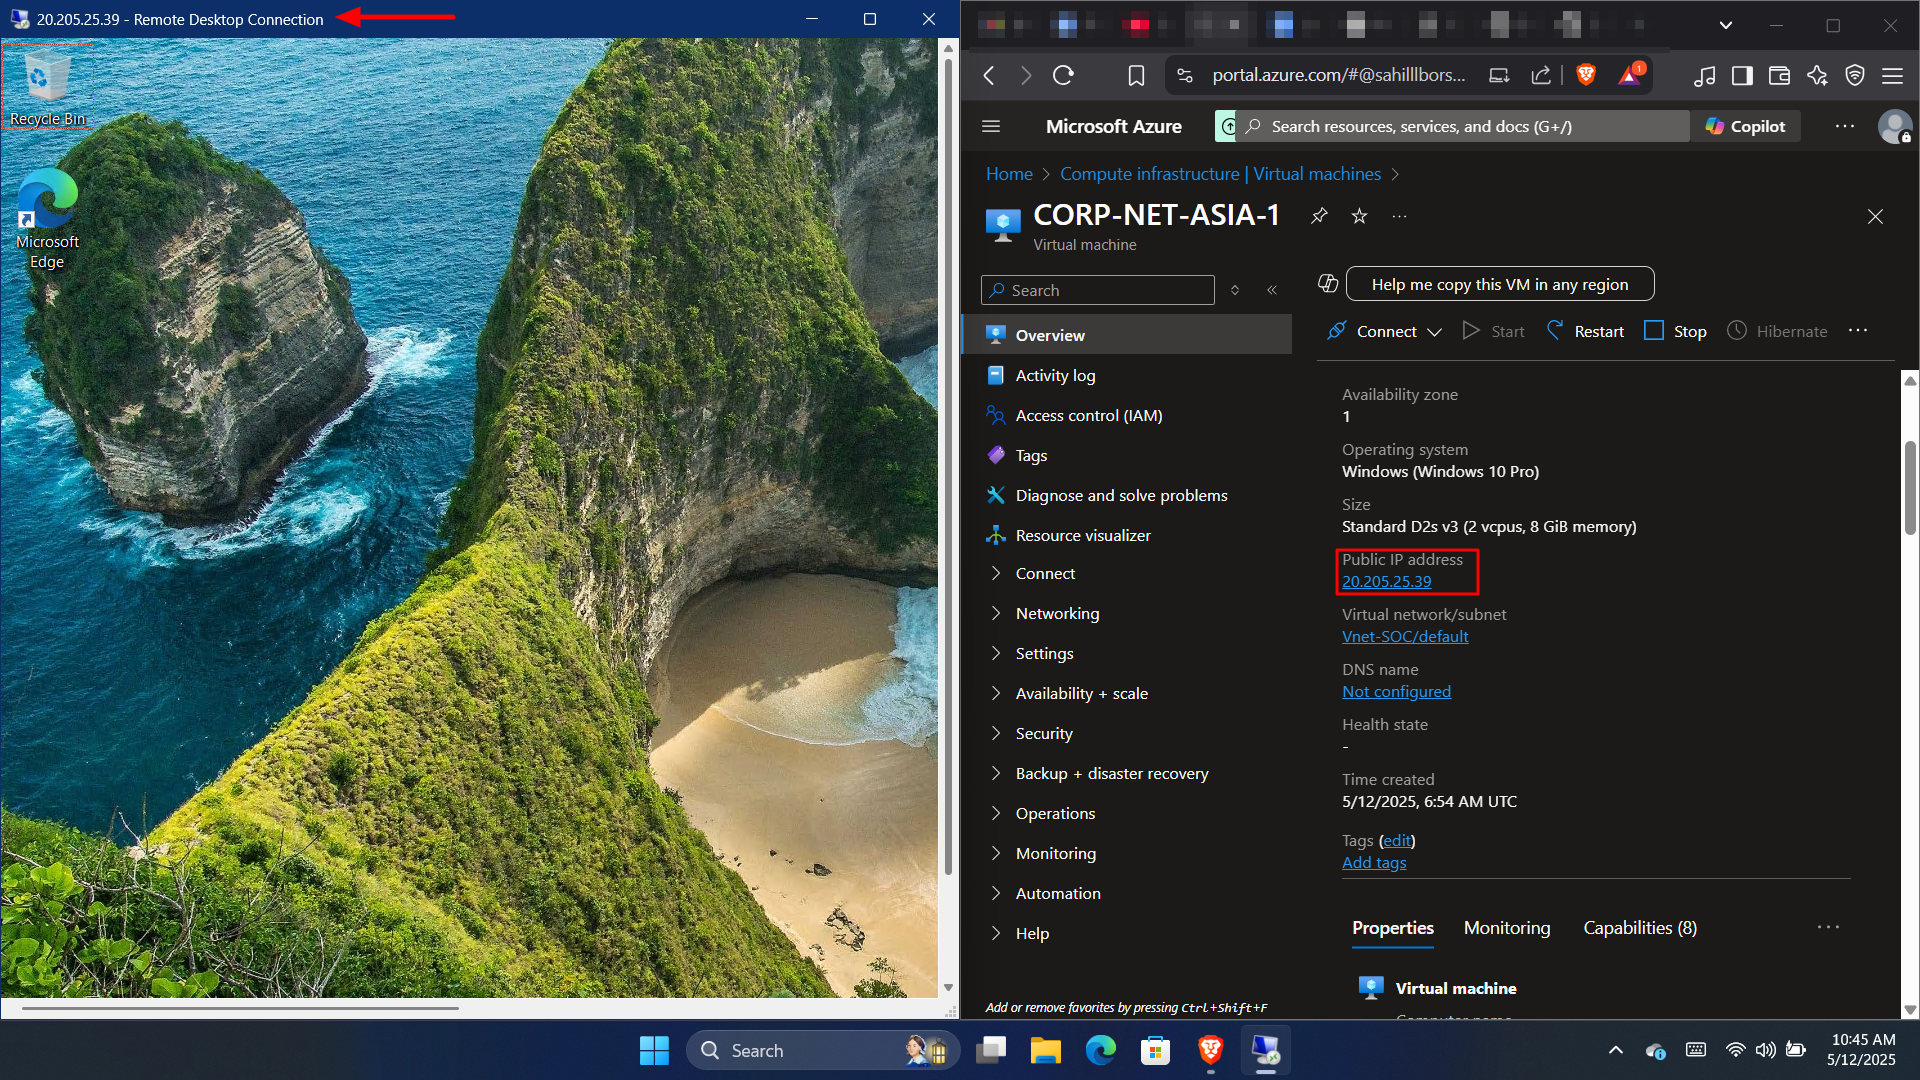 20.205.25.39 - Remote Desktop Connection
Recycle Bin
Microsoft
Edge
portal.azure.com/#@sahilllbors...
1
Microsoft Azure
Search resources, services, and docs (G+/)
Copilot
Home
Compute infrastructure | Virtual machines
CORP-NET-ASIA-1
Virtual machine
Search
Help me copy this VM in any region
Connect
Start
Restart
Stop
Hibernate
Overview
Activity log
Access control (IAM)
Tags
Diagnose and solve problems
Resource visualizer
Connect
Networking
Settings
Availability + scale
Security
Backup + disaster recovery
Operations
Monitoring
Automation
Help
Add or remove favorites by pressing Ctrl+Shift+F
Availability zone
1
Operating system
Windows (Windows 10 Pro)
Size
Standard D2s v3 (2 vcpus, 8 GiB memory)
Public IP address
20.205.25.39
Virtual network/subnet
Vnet-SOC/default
DNS name
Not configured
Health state
-
Time created
5/12/2025, 6:54 AM UTC
Tags (edit)
Add tags
Properties
Monitoring
Capabilities (8)
Virtual machine
Search
10:45 AM
5/12/2025